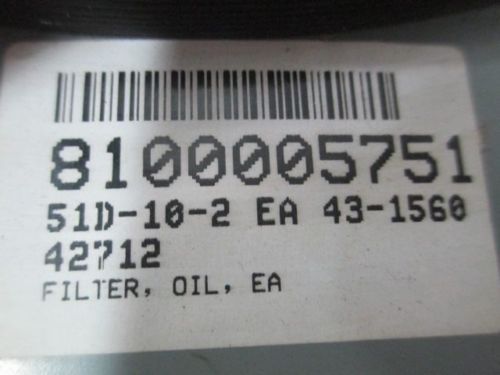 8100005751
51D-10-2 EA 43-1560
42712
FILTER, OIL, EA